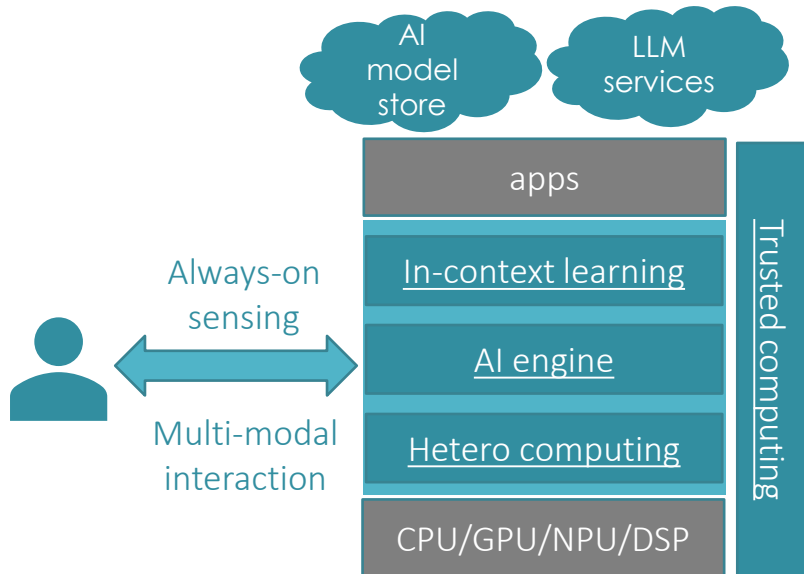 AI
model
store
LLM
services
apps
Always-on
sensing
In-context learning
AI engine
Multi-modal
interaction
Hetero computing
CPU/GPU/NPU/DSP
Trusted computing